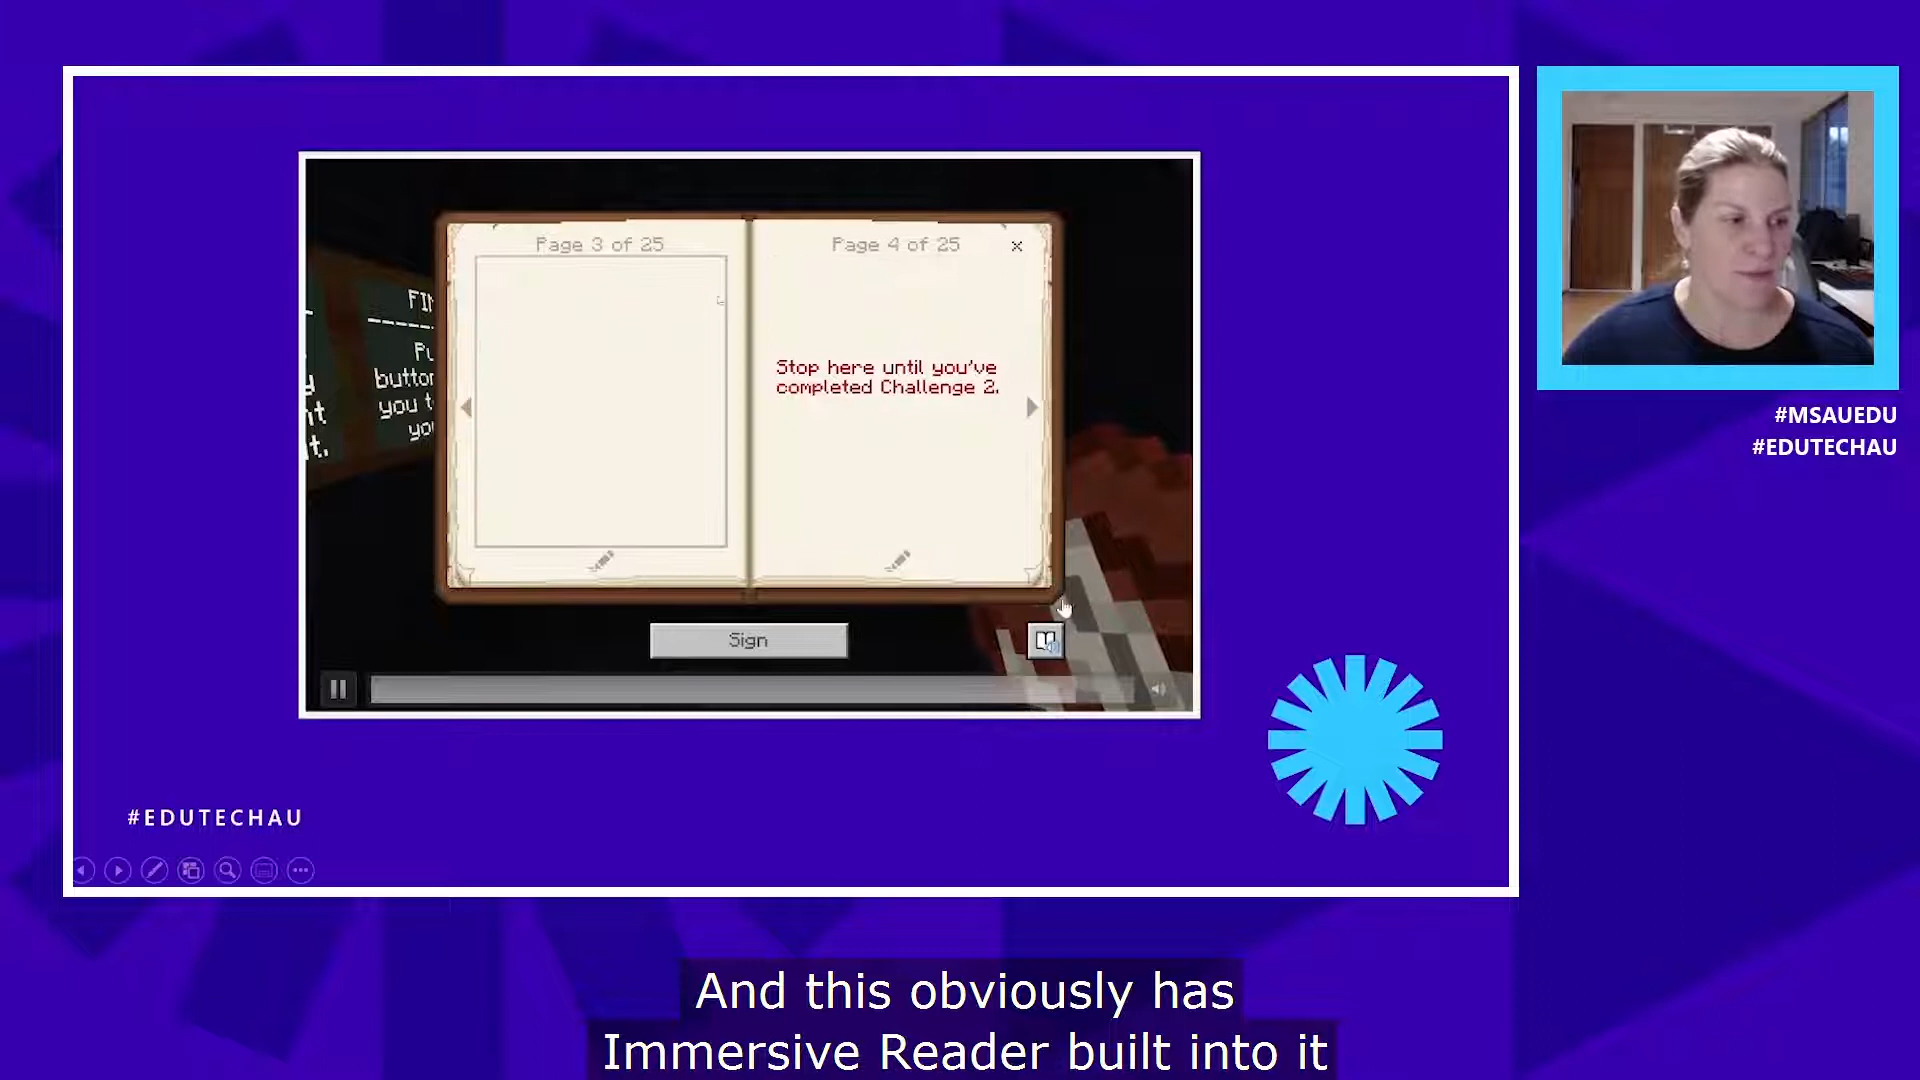 Page 3 of 25
Page 4 of 25
Stop here until you've
completed Challenge 2.
Sign
#MSAUEDU
#EDUTECHAU
#EDUTECHAU
And this obviously has
Immersive Reader built into it